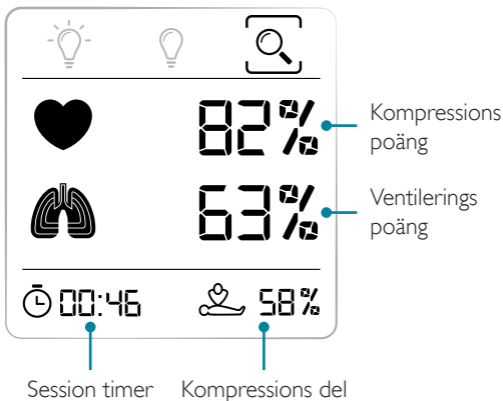 82%
Kompressions
poäng
63%
Ventilerings
poäng
00:46 58%
Session timer Kompressions del